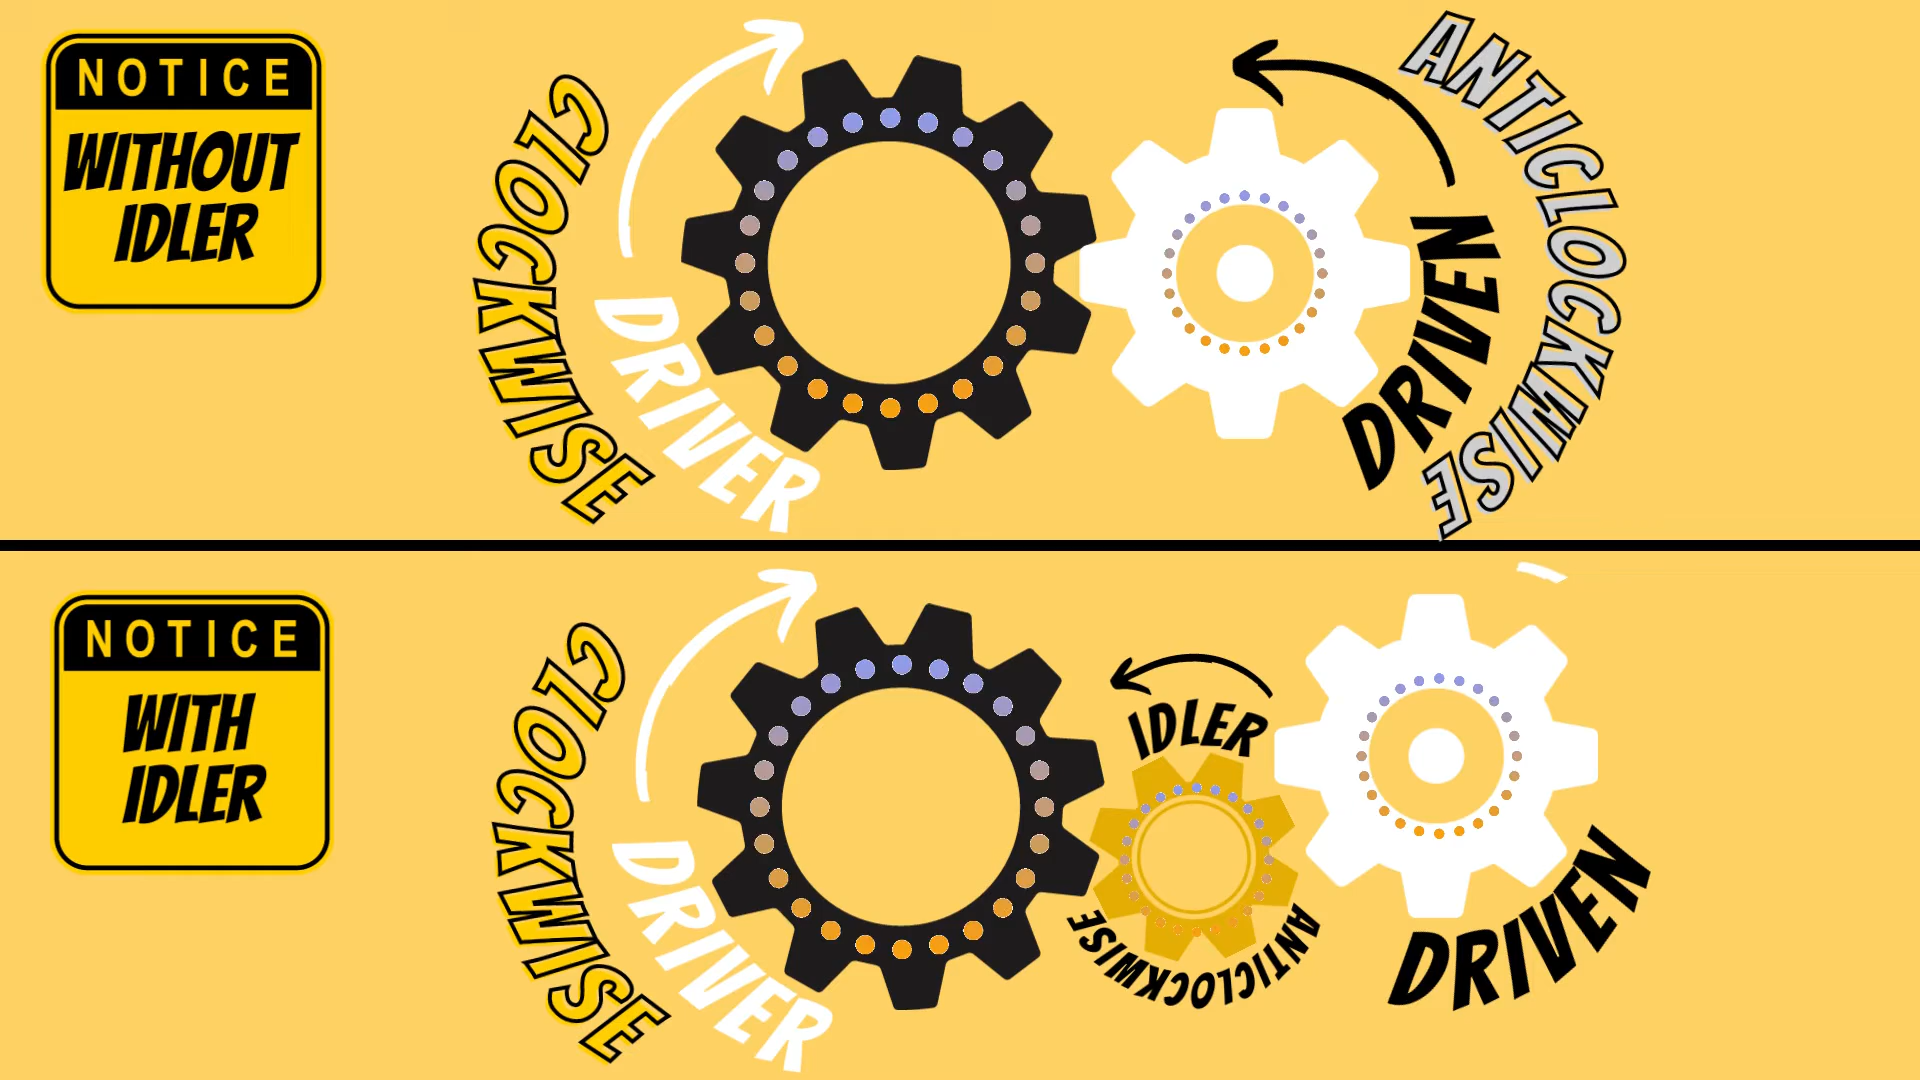 NOTICE
WITHOUT
IDLER
CLOCKWISE
DRIVER
DRIVEN
ANTICLOCKWISE
NOTICE
WITH
IDLER
CLOCKWISE
DRIVER
IDLER
ANTICLOCKWISE
DRIVEN